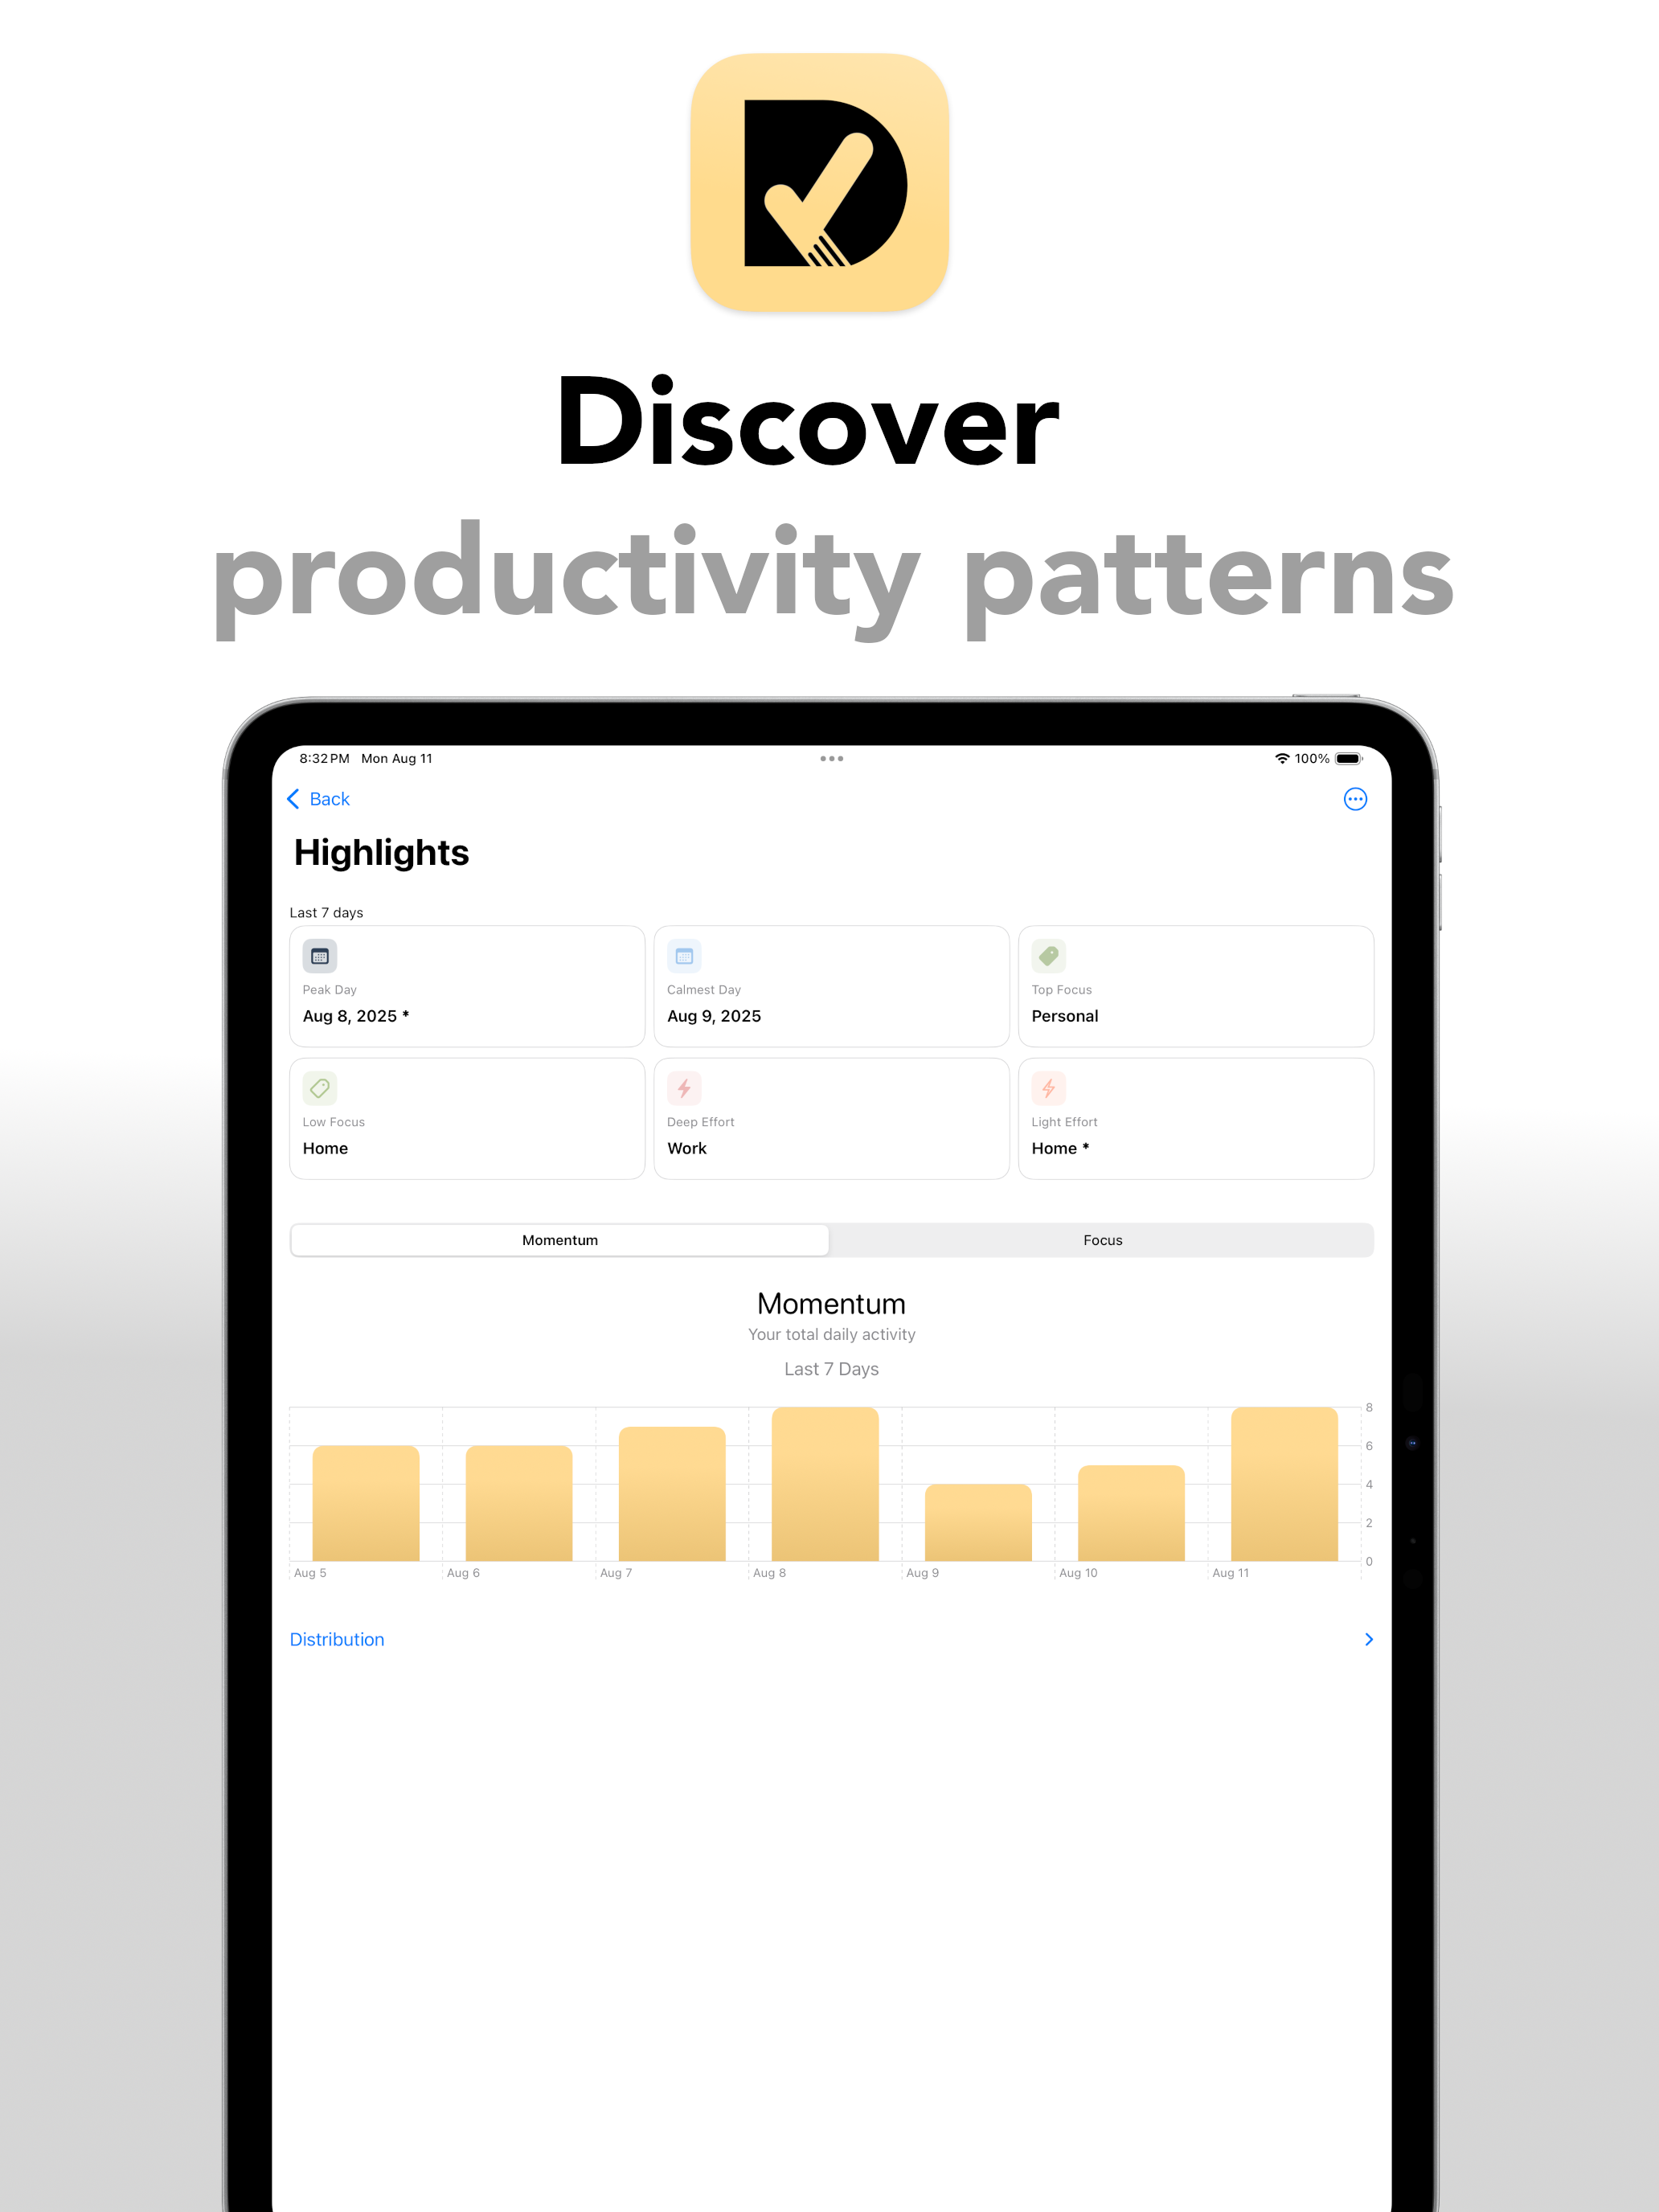 Discover
productivity patterns
8:32 PM Mon Aug 11
100%
Back
Highlights
Last 7 days
Peak Day
Aug 8, 2025 *
Calmest Day
Aug 9, 2025
Top Focus
Personal
Low Focus
Home
Deep Effort
Work
Light Effort
Home *
Momentum
Focus
Momentum
Your total daily activity
Last 7 Days
8
6
4
2
0
Aug 5
Aug 6
Aug 7
Aug 8
Aug 9
Aug 10
Aug 11
Distribution